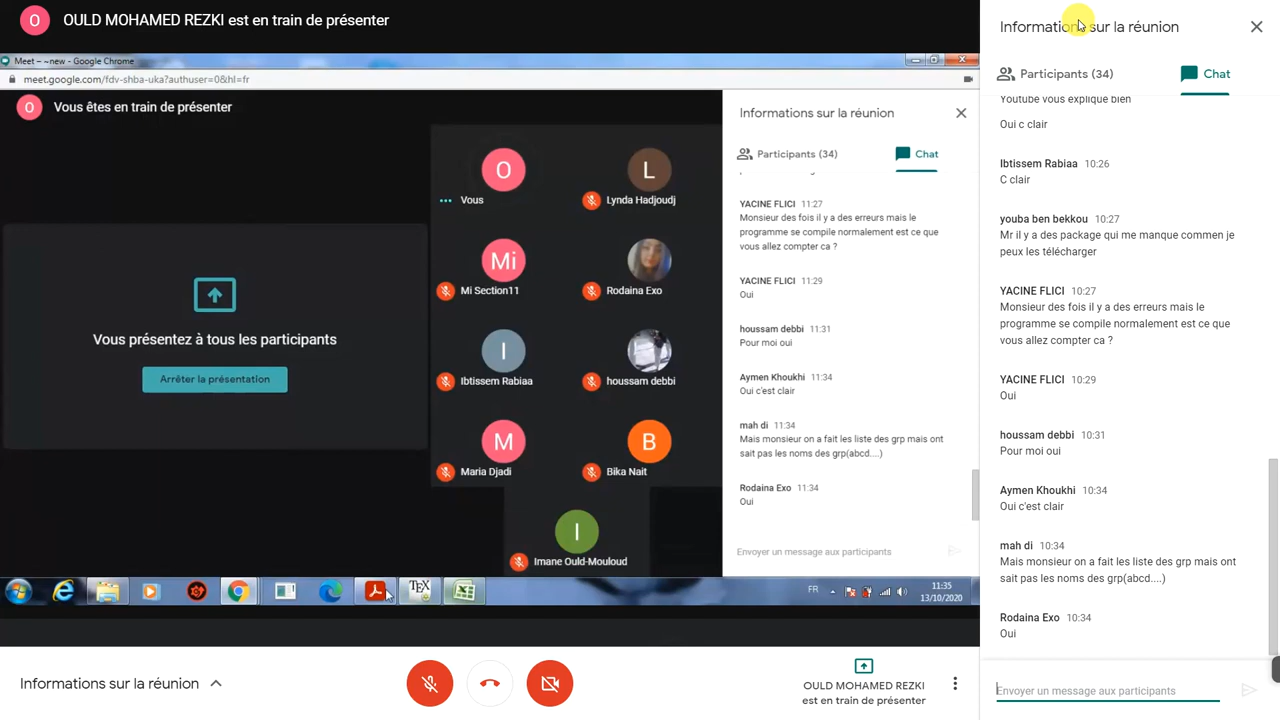 O
OULD MOHAMED REZKI est en train de présenter
Meet – ~new - Google Chrome
meet.google.com/fdv-shba-uka?authuser=0&hl=fr
O
Vous êtes en train de présenter
Vous présentez à tous les participants
Arrêter la présentation
O
Vous
L
Lynda Hadjoudj
Mi
Mi Section11
Rodaina Exo
I
Ibtissem Rabiaa
houssam debbi
M
Maria Djadi
B
Bika Nait
I
Imane Ould-Mouloud
Informations sur la réunion
Participants (34)
Chat
YACINE FLICI 11:27
Monsieur des fois il y a des erreurs mais le
programme se compile normalement est ce que
vous allez compter ca ?
YACINE FLICI 11:29
Oui
houssam debbi 11:31
Pour moi oui
Aymen Khoukhi 11:34
Oui c'est clair
mah di 11:34
Mais monsieur on a fait les liste des grp mais ont
sait pas les noms des grp(abcd....)
Rodaina Exo 11:34
Oui
Envoyer un message aux participants
TEX
FR
11:35
13/10/2020
Informations sur la réunion
OULD MOHAMED REZKI
est en train de présenter
Informations sur la réunion
Participants (34)
Chat
Youtube vous explique bien
Oui c clair
Ibtissem Rabiaa 10:26
C clair
youba ben bekkou 10:27
Mr il y a des package qui me manque commen je
peux les télécharger
YACINE FLICI 10:27
Monsieur des fois il y a des erreurs mais le
programme se compile normalement est ce que
vous allez compter ca ?
YACINE FLICI 10:29
Oui
houssam debbi 10:31
Pour moi oui
Aymen Khoukhi 10:34
Oui c'est clair
mah di 10:34
Mais monsieur on a fait les liste des grp mais ont
sait pas les noms des grp(abcd....)
Rodaina Exo 10:34
Oui
Envoyer un message aux participants